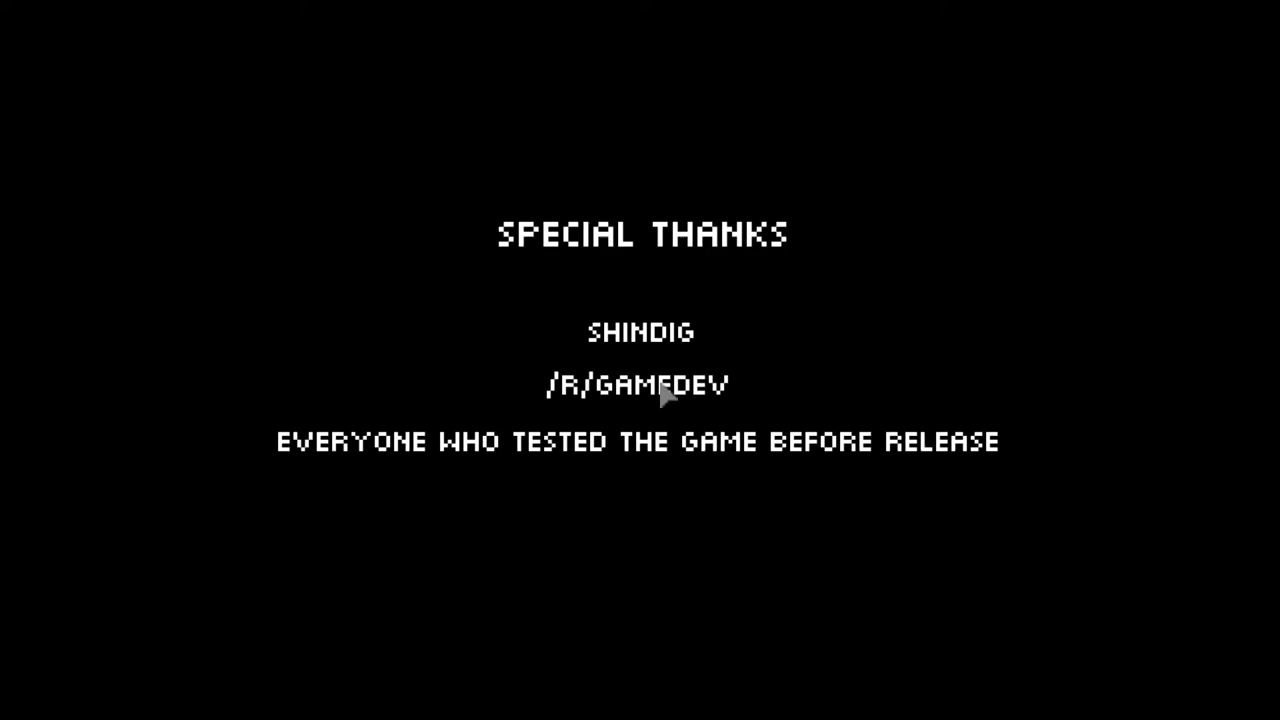 SPECIAL THANKS
SHINDIG
/R/GAMEDEV
EVERYONE WHO TESTED THE GAME BEFORE RELEASE